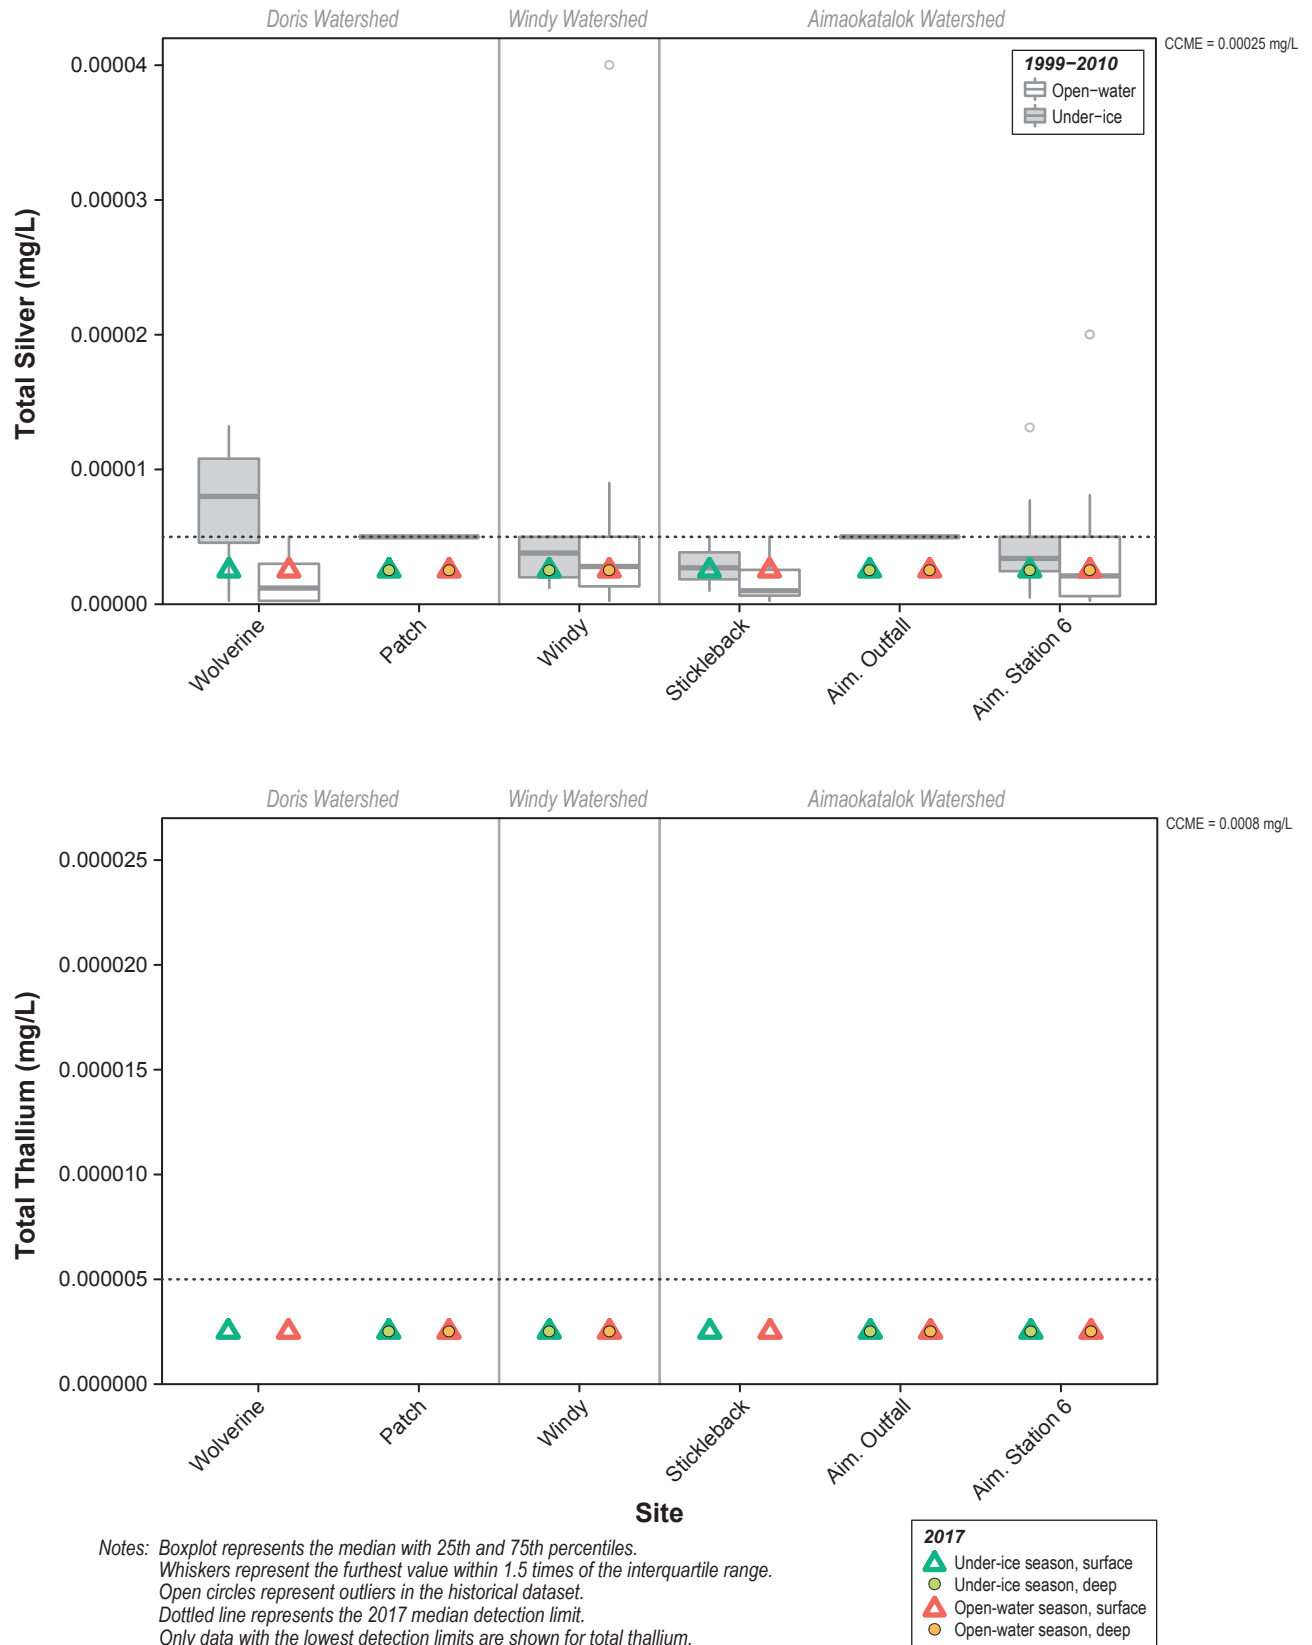 Doris Watershed Windy Watershed Aimaokatalok Watershed
CCME = 0.00025 mg/L
1999−2010
Open−water
Under−ice
Total Silver (mg/L)
0.00004
0.00003
0.00002
0.00001
0.00000
Wolverine Patch Windy Stickleback Aim. Outfall Aim. Station 6
Doris Watershed Windy Watershed Aimaokatalok Watershed
CCME = 0.0008 mg/L
Total Thallium (mg/L)
0.000025
0.000020
0.000015
0.000010
0.000005
0.000000
Wolverine Patch Windy Stickleback Aim. Outfall Aim. Station 6
Site
Notes: Boxplot represents the median with 25th and 75th percentiles.
Whiskers represent the furthest value within 1.5 times of the interquartile range.
Open circles represent outliers in the historical dataset.
Dotted line represents the 2017 median detection limit.
Only data with the lowest detection limits are shown for total thallium.
2017
Under-ice season, surface
Under-ice season, deep
Open-water season, surface
Open-water season, deep